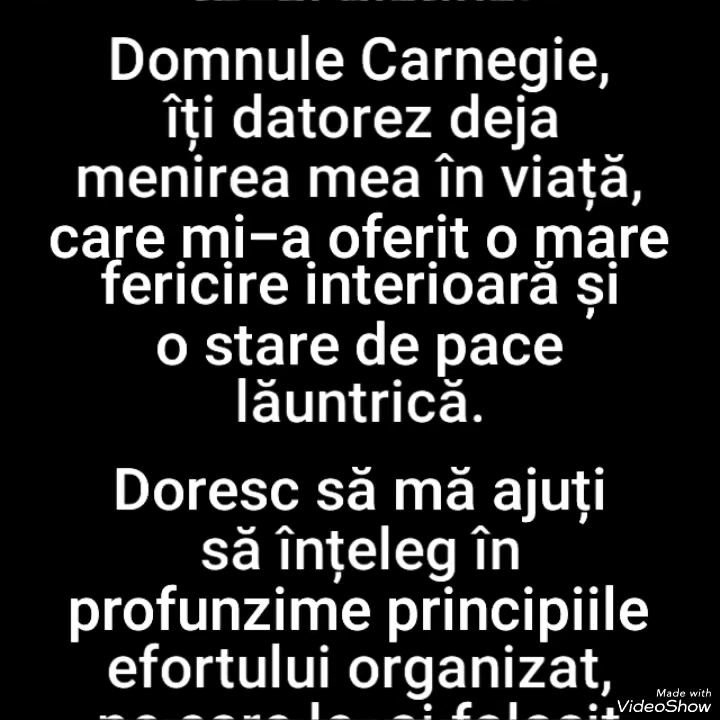 Domnule Carnegie,
îți datorez deja
menirea mea în viață,
care mi-a oferit o mare
fericire interioară și
o stare de pace
lăuntrică.
Doresc să mă ajuți
să înțeleg în
profunzime principiile
efortului organizat,
Made with
VideoShow